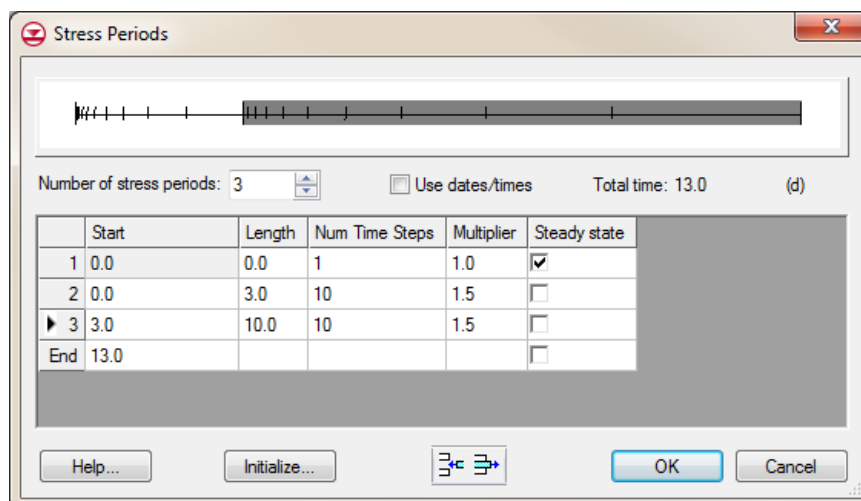 Stress Periods
Number of stress periods: 3 Use dates/times Total time: 13.0 (d)
Start Length Num Time Steps Multiplier Steady state
1 0.0 0.0 1 1.0
2 0.0 3.0 10 1.5
3 3.0 10.0 10 1.5
End 13.0
Help... Initialize... OK Cancel